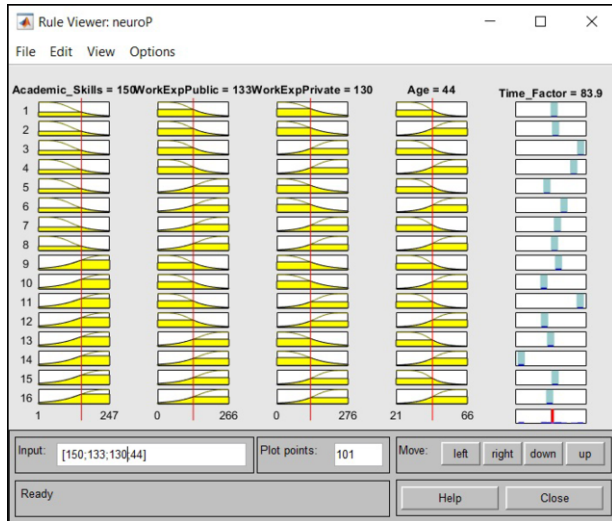 Rule Viewer: neuroP
File Edit View Options
Academic_Skills = 150 WorkExpPublic = 133 WorkExpPrivate = 130 Age = 44 Time_Factor = 83.9
1
2
3
4
5
6
7
8
9
10
11
12
13
14
15
16
1 247 0 266 0 276 21 66
Input: [150;133;130;44] Plot points: 101 Move: left right down up
Ready Help Close